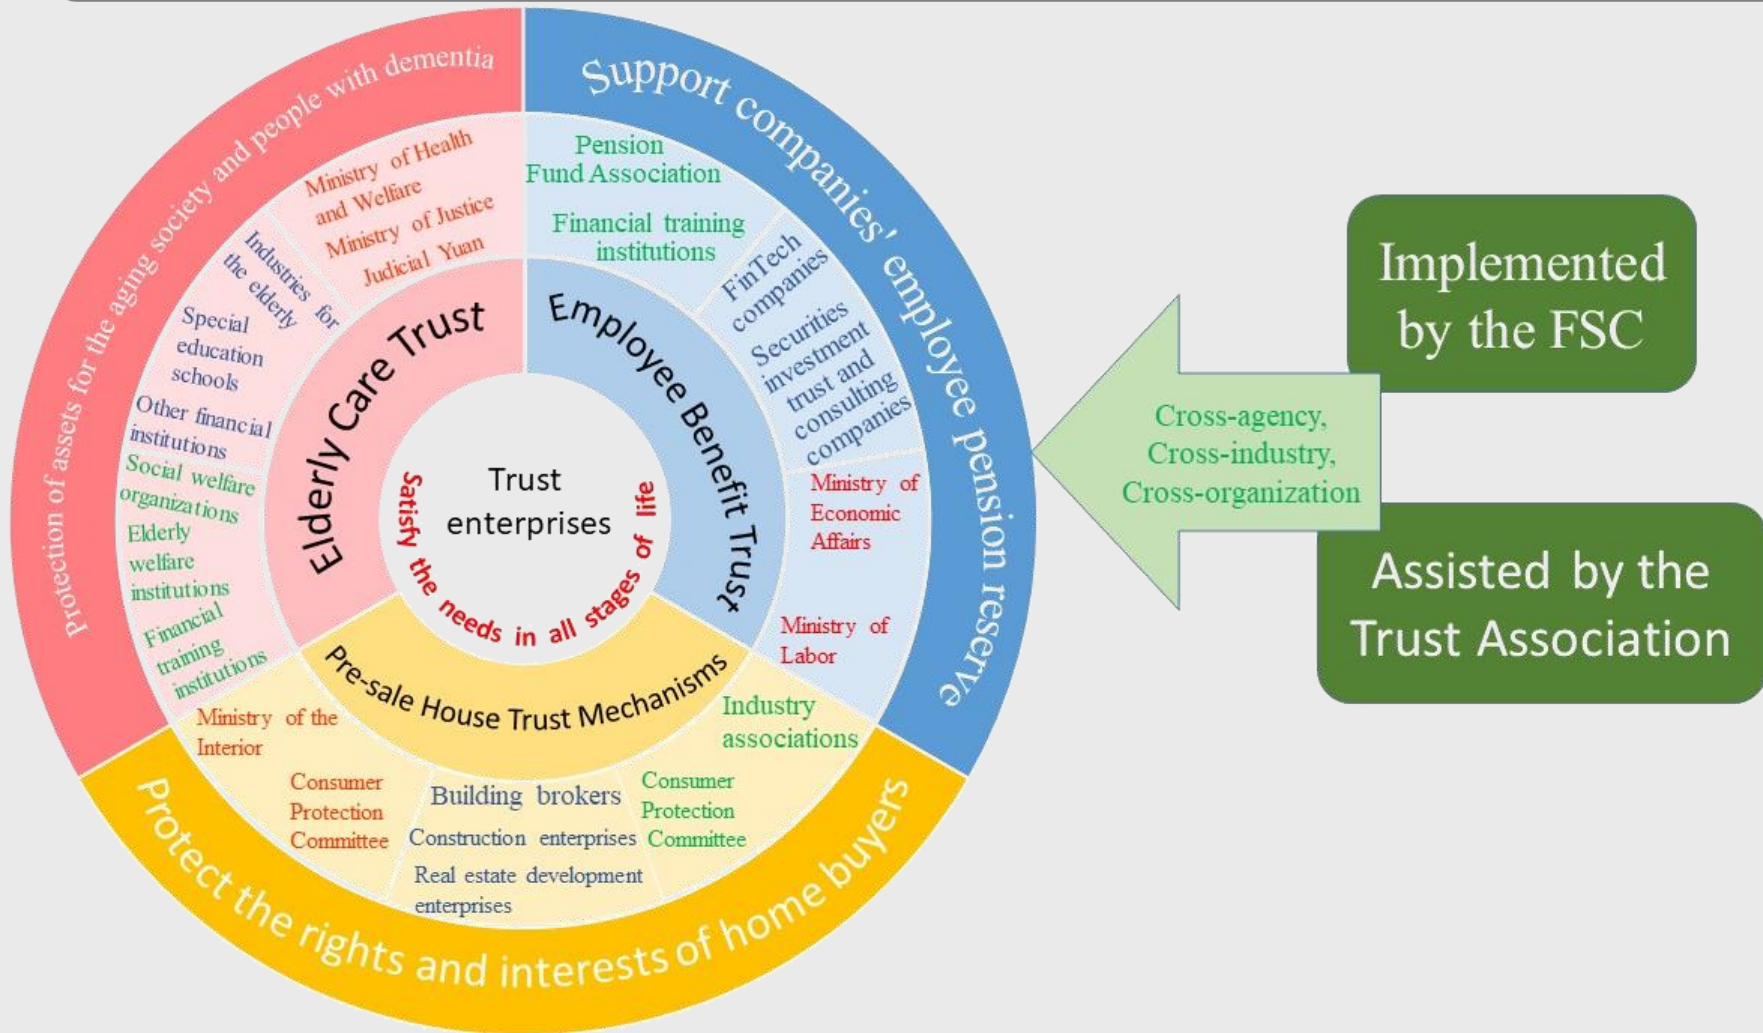 Protection of assets for the aging society and people with dementia
Support companies' employee pension reserve
Protect the rights and interests of home buyers
Ministry of Health
and Welfare
Ministry of Justice
Judicial Yuan
Industries for
the elderly
Special
education
schools
Other financial
institutions
Social welfare
organizations
Elderly
welfare
institutions
Financial
training
institutions
Pension
Fund Association
Financial training
institutions
FinTech
companies
Securities
investment
trust and
consulting
companies
Ministry of
Economic
Affairs
Ministry of
Labor
Elderly Care Trust
Employee Benefit Trust
Pre-sale House Trust Mechanisms
Trust
enterprises
Satisfy the needs in all stages of life
Ministry of the
Interior
Consumer
Protection
Committee
Building brokers
Construction enterprises
Real estate development
enterprises
Consumer
Protection
Committee
Industry
associations
Cross-agency,
Cross-industry,
Cross-organization
Implemented
by the FSC
Assisted by the
Trust Association